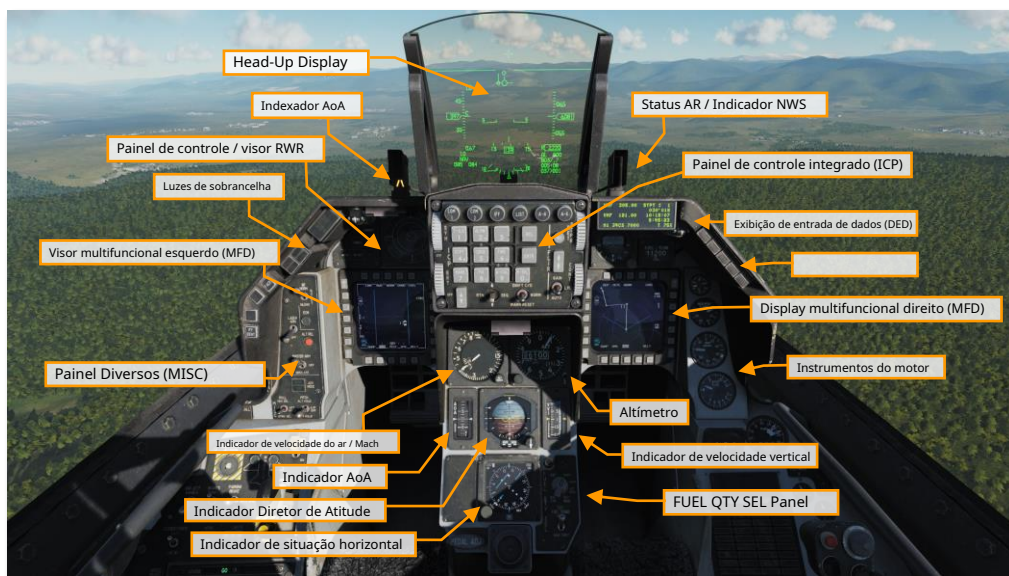 Head-Up Display
Indexador AoA
Status AR / Indicador NWS
Painel de controle / visor RWR
Painel de controle integrado (ICP)
Luzes de sobrancelha
Exibição de entrada de dados (DED)
Visor multifuncional esquerdo (MFD)
Display multifuncional direito (MFD)
Painel Diversos (MISC)
Instrumentos do motor
Altímetro
Indicador de velocidade do ar / Mach
Indicador de velocidade vertical
Indicador AoA
FUEL QTY SEL Panel
Indicador Diretor de Atitude
Indicador de situação horizontal